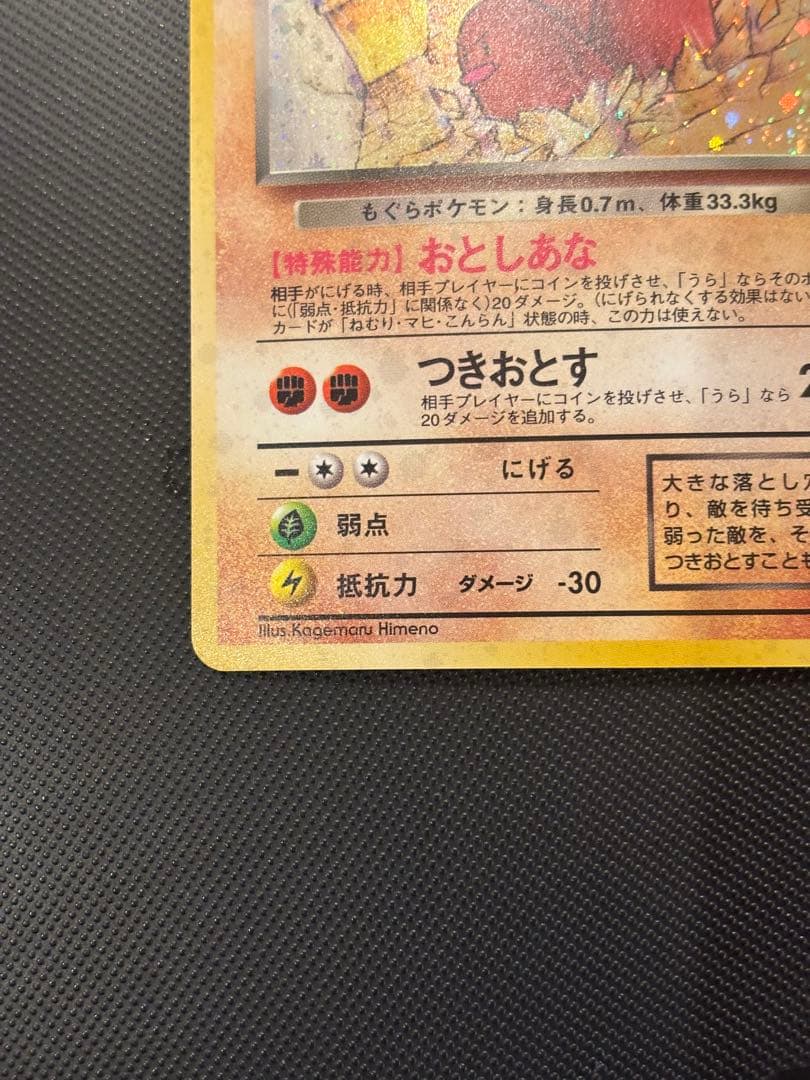 もぐらポケモン：身長0.7m、体重33.3kg
【特殊能力】おとしあな
相手がにげる時、相手プレイヤーにコインを投げさせ、「うら」ならその
に(「弱点・抵抗力」に関係なく)20ダメージ。(にげられなくする効果はない
カードが「ねむり・マヒ・こんらん」状態の時、この力は使えない。
つきおとす
相手プレイヤーにコインを投げさせ、「うら」なら
20ダメージを追加する。
にげる
弱点
抵抗力 ダメージ -30
Illus.Kagemaru Himeno
大きな落とし
り、敵を待ち受
弱った敵を、そ
つきおとすことも